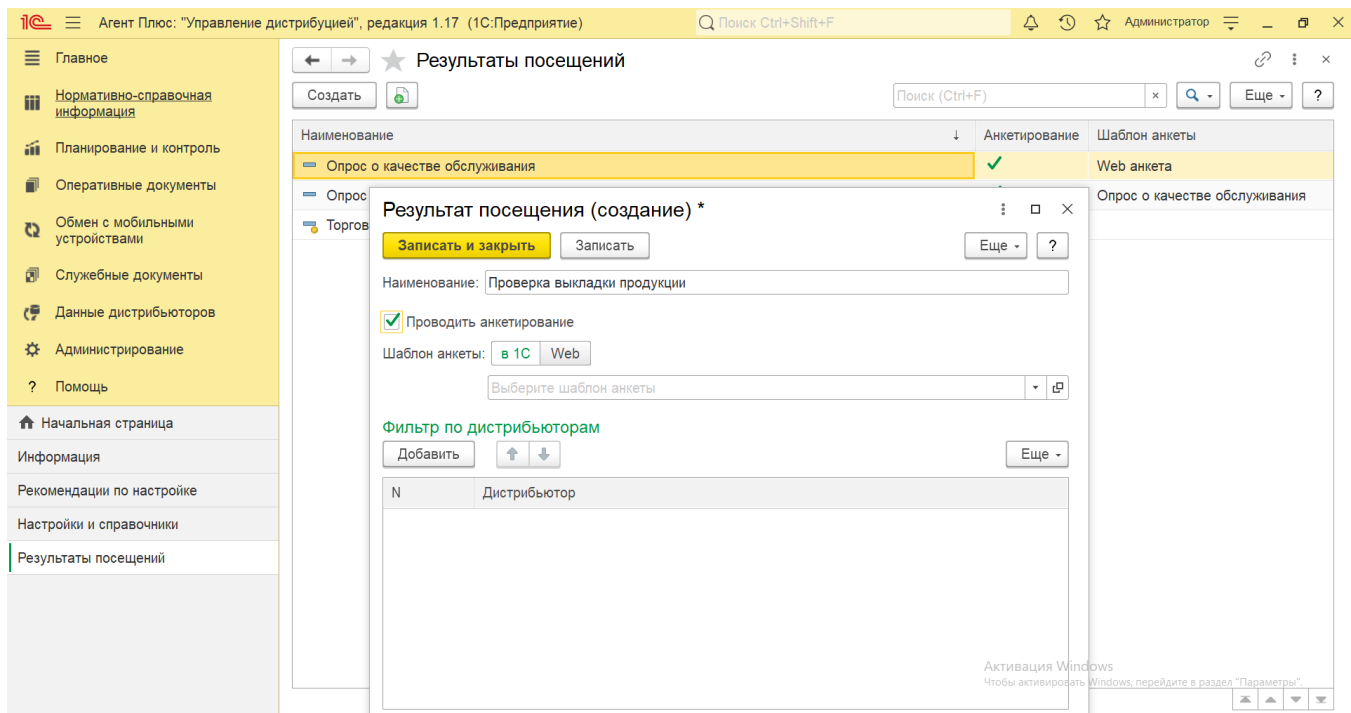 1С Агент Плюс: "Управление дистрибуцией", редакция 1.17 (1С:Предприятие) Поиск Ctrl+Shift+F Администратор
Главное
Нормативно-справочная
информация
Планирование и контроль
Оперативные документы
Обмен с мобильными
устройствами
Служебные документы
Данные дистрибьюторов
Администрирование
? Помощь
Начальная страница
Информация
Рекомендации по настройке
Настройки и справочники
Результаты посещений
Результаты посещений
Создать Поиск (Ctrl+F) × Еще ?
Наименование ↓ Анкетирование Шаблон анкеты
Опрос о качестве обслуживания Web анкета
Опрос Опрос о качестве обслуживания
Торгов
Результат посещения (создание) *
Записать и закрыть Записать Еще ?
Наименование: Проверка выкладки продукции
Проводить анкетирование
Шаблон анкеты: в 1С Web
Выберите шаблон анкеты
Фильтр по дистрибьюторам
Добавить Еще
N Дистрибьютор
Активация Windows
Чтобы активировать Windows, перейдите в раздел "Параметры".